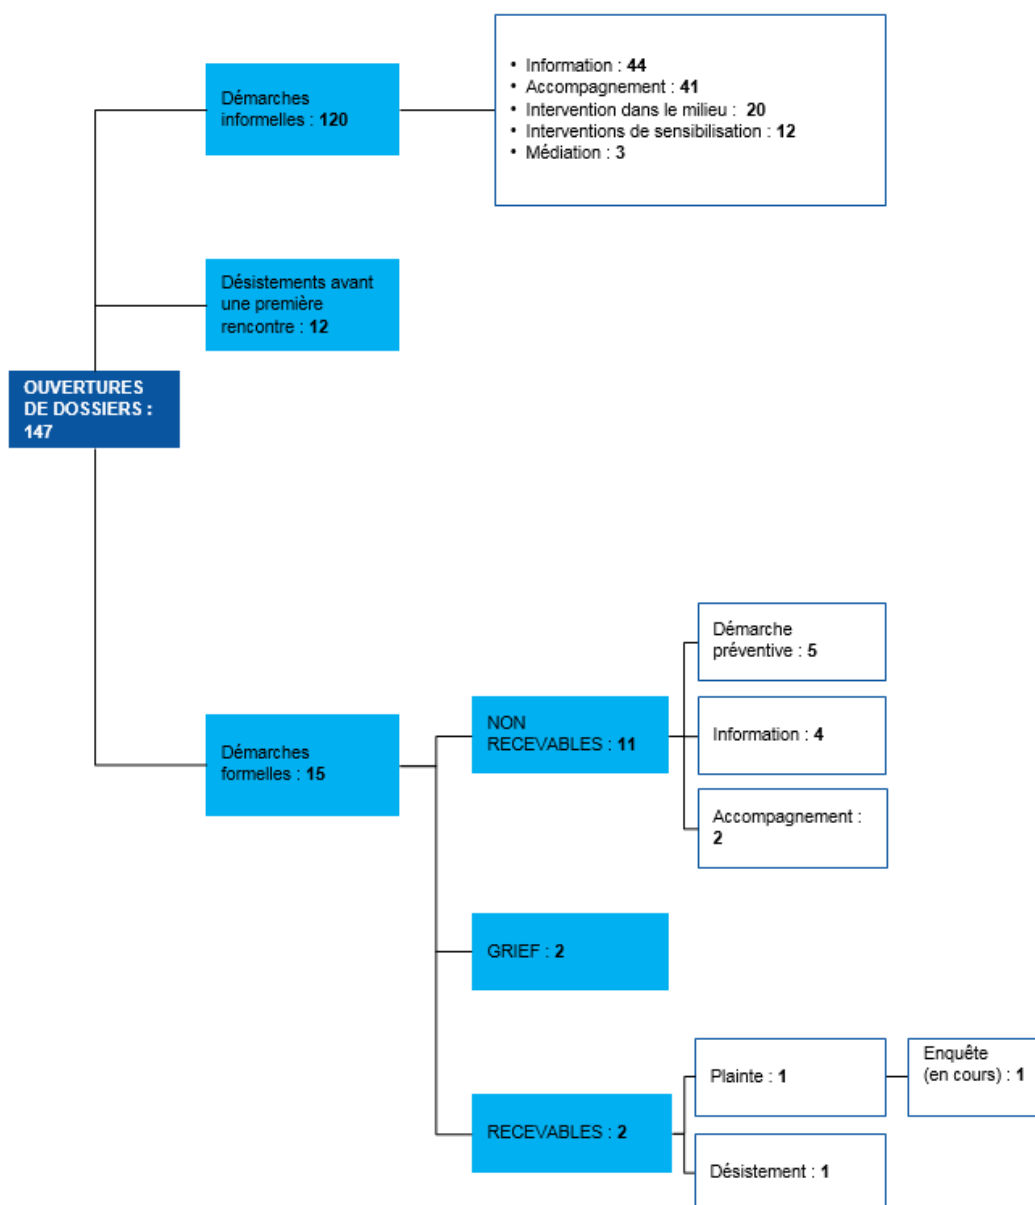 • Information : 44
• Accompagnement : 41
• Intervention dans le milieu : 20
• Interventions de sensibilisation : 12
• Médiation : 3
Démarches
informelles : 120
Désistements avant
une première
rencontre : 12
OUVERTURES
DE DOSSIERS :
147
Démarches
formelles : 15
NON
RECEVABLES : 11
Démarche
préventive : 5
Information : 4
Accompagnement :
2
GRIEF : 2
RECEVABLES : 2
Plainte : 1
Enquête
(en cours) : 1
Désistement : 1